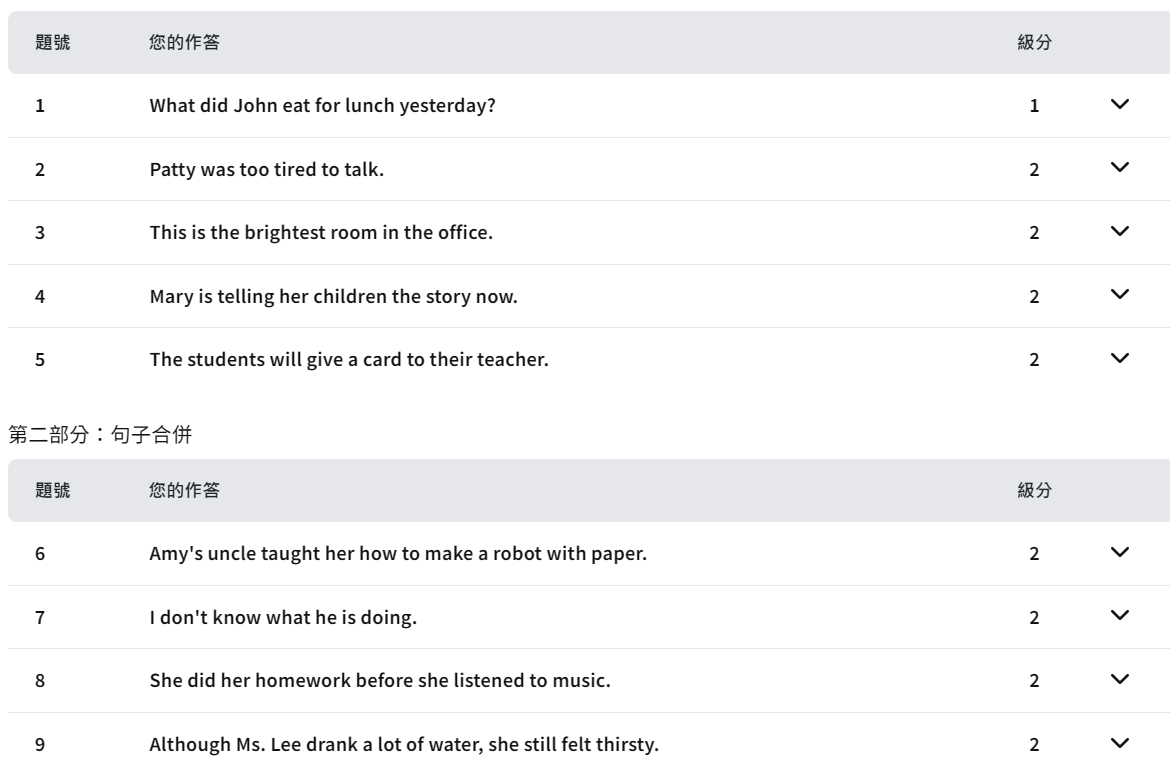 題號 您的作答 級分
1 What did John eat for lunch yesterday? 1
2 Patty was too tired to talk. 2
3 This is the brightest room in the office. 2
4 Mary is telling her children the story now. 2
5 The students will give a card to their teacher. 2
第二部分：句子合併
題號 您的作答 級分
6 Amy's uncle taught her how to make a robot with paper. 2
7 I don't know what he is doing. 2
8 She did her homework before she listened to music. 2
9 Although Ms. Lee drank a lot of water, she still felt thirsty. 2